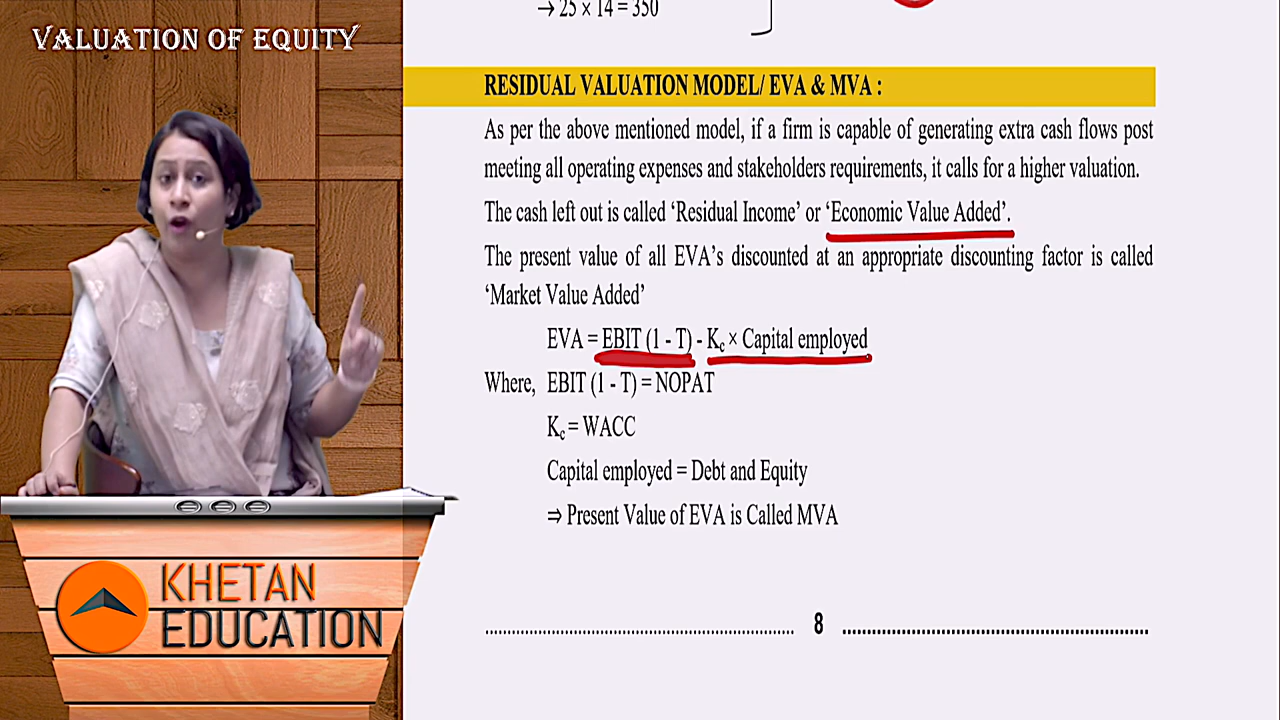 VALUATION OF EQUITY
→ 25 × 14 = 350
RESIDUAL VALUATION MODEL/ EVA & MVA :
As per the above mentioned model, if a firm is capable of generating extra cash flows post
meeting all operating expenses and stakeholders requirements, it calls for a higher valuation.
The cash left out is called ‘Residual Income’ or ‘Economic Value Added’.
The present value of all EVA’s discounted at an appropriate discounting factor is called
‘Market Value Added’
EVA = EBIT (1 - T) - Kc × Capital employed
Where, EBIT (1 - T) = NOPAT
Kc = WACC
Capital employed = Debt and Equity
⇒ Present Value of EVA is Called MVA
8
KHETAN
EDUCATION